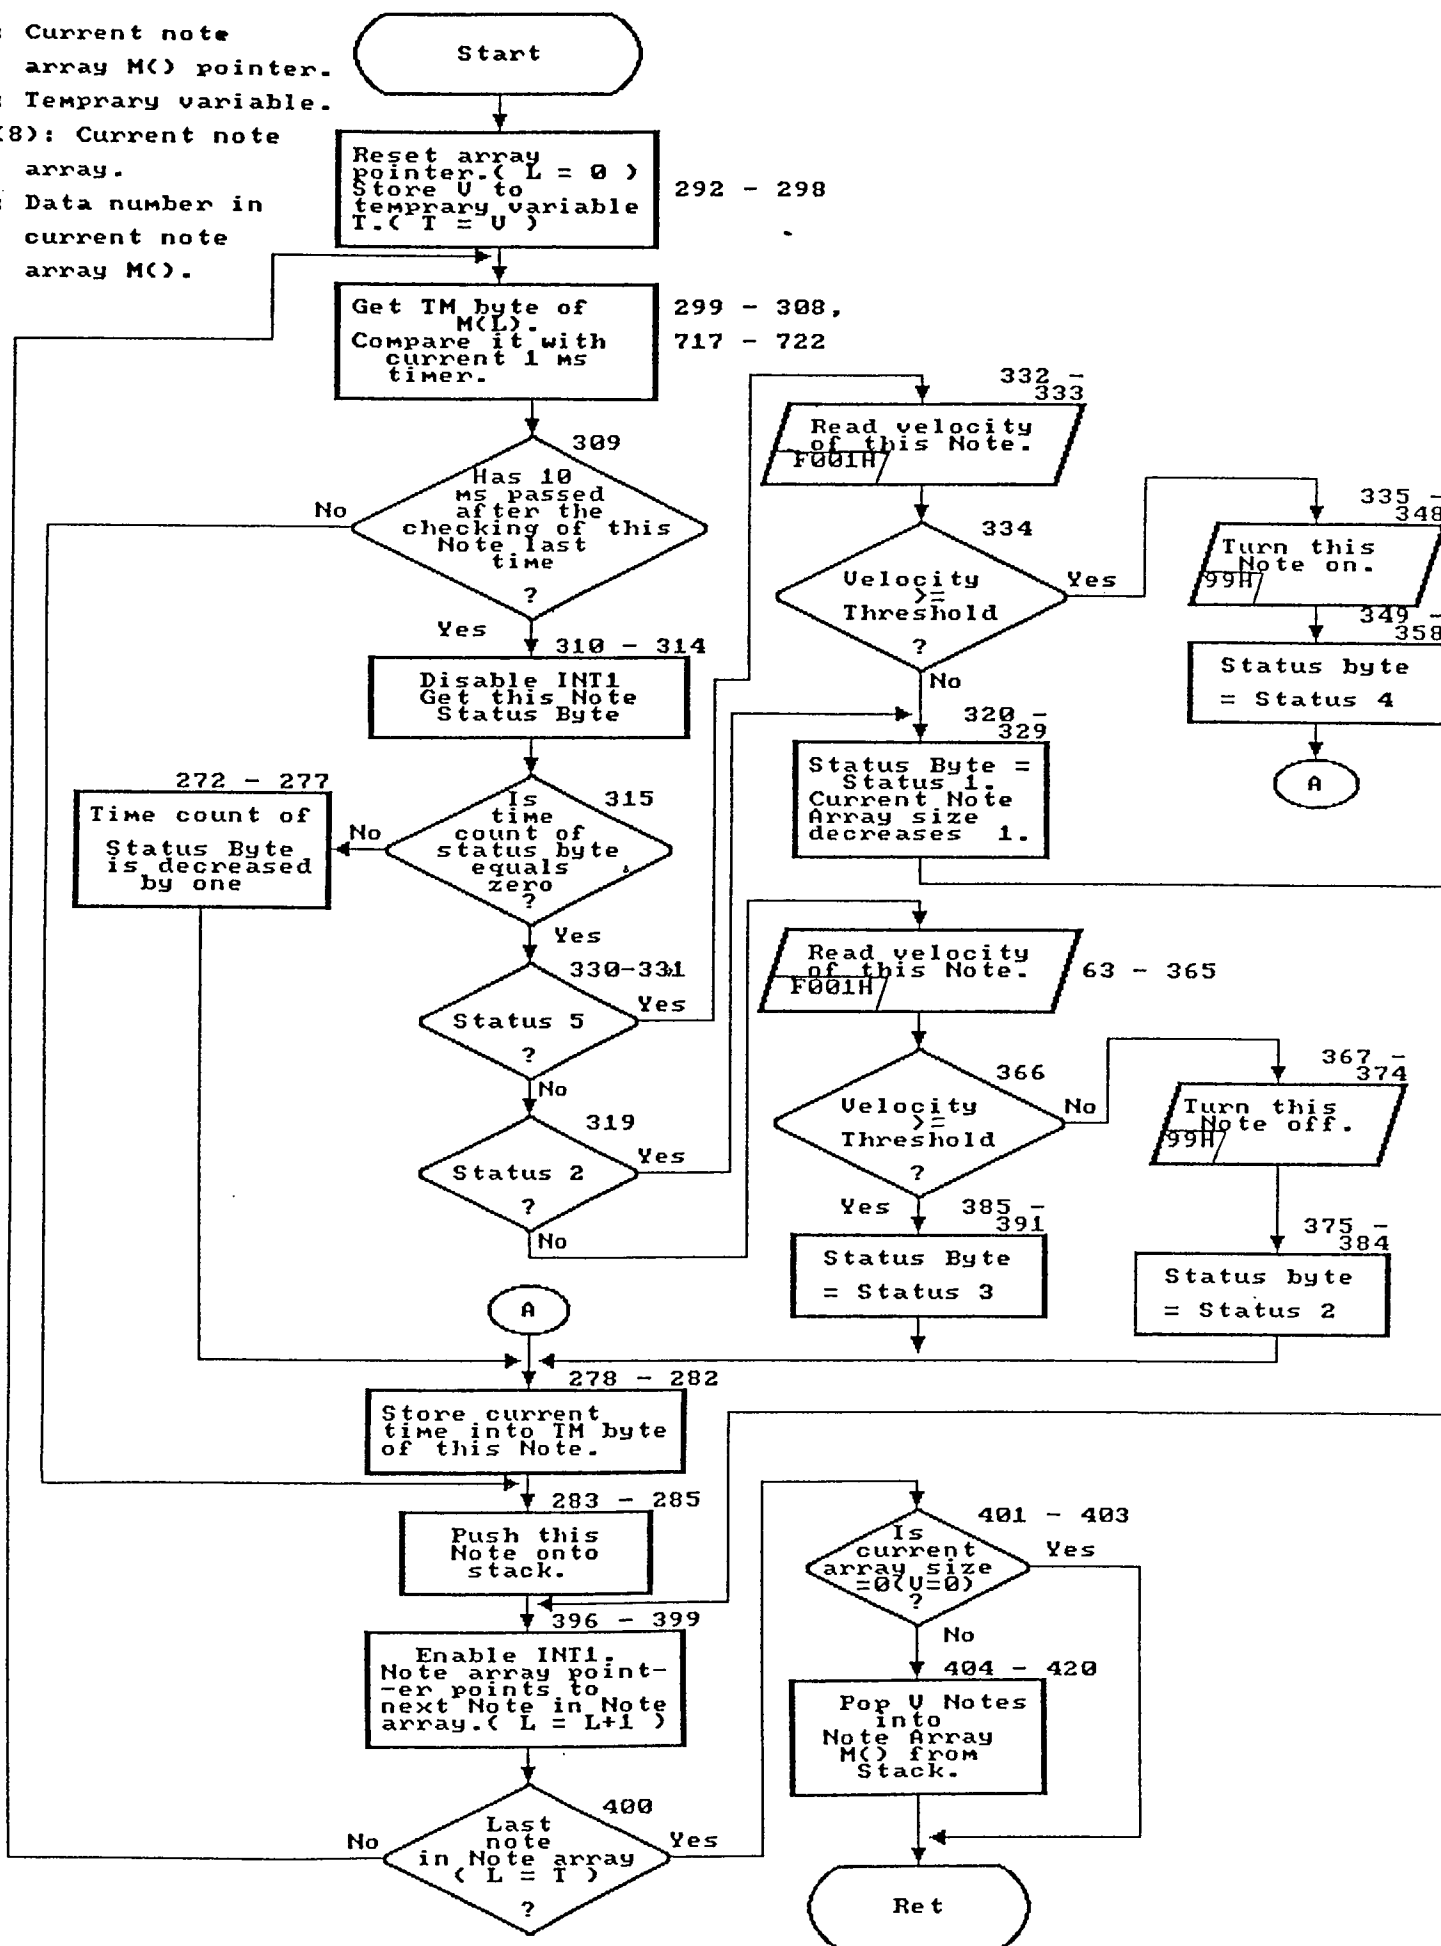 : Current note
array M() pointer.
: Temprary variable.
(8): Current note
array.
: Data number in
current note
array M().
Start
Reset array
pointer.( L = 0 )
Store V to
temprary variable
T.( T = V )
292 - 298
Get TM byte of
M(L).
Compare it with
current 1 ms
timer.
299 - 308,
717 - 722
309
Has 10
ms passed
after the
checking of this
Note last
time
?
No
Yes
310 - 314
Disable INT1
Get this Note
Status Byte
315
Is
time
count of
status byte
equals
zero
?
No
Yes
272 - 277
Time count of
Status Byte
is decreased
by one
330-331
Status 5
?
Yes
No
319
Status 2
?
Yes
No
332 -
333
Read velocity
of this Note.
F001H
334
Velocity
>=
Threshold
?
Yes
No
335 -
348
Turn this
Note on.
99H
349 -
358
Status byte
= Status 4
A
320 -
329
Status Byte =
Status 1.
Current Note
Array size
decreases 1.
Read velocity
of this Note.
F001H
63 - 365
366
Velocity
>=
Threshold
?
No
Yes
367 -
374
Turn this
Note off.
99H
375 -
384
Status byte
= Status 2
385 -
391
Status Byte
= Status 3
A
278 - 282
Store current
time into TM byte
of this Note.
283 - 285
Push this
Note onto
stack.
396 - 399
Enable INT1.
Note array point-
-er points to
next Note in Note
array.( L = L+1 )
400
Last
note
in Note array
( L = T )
?
No
Yes
401 - 403
Is
current
array size
=0(V=0)
?
Yes
No
404 - 420
Pop V Notes
into
Note Array
M() from
Stack.
Ret